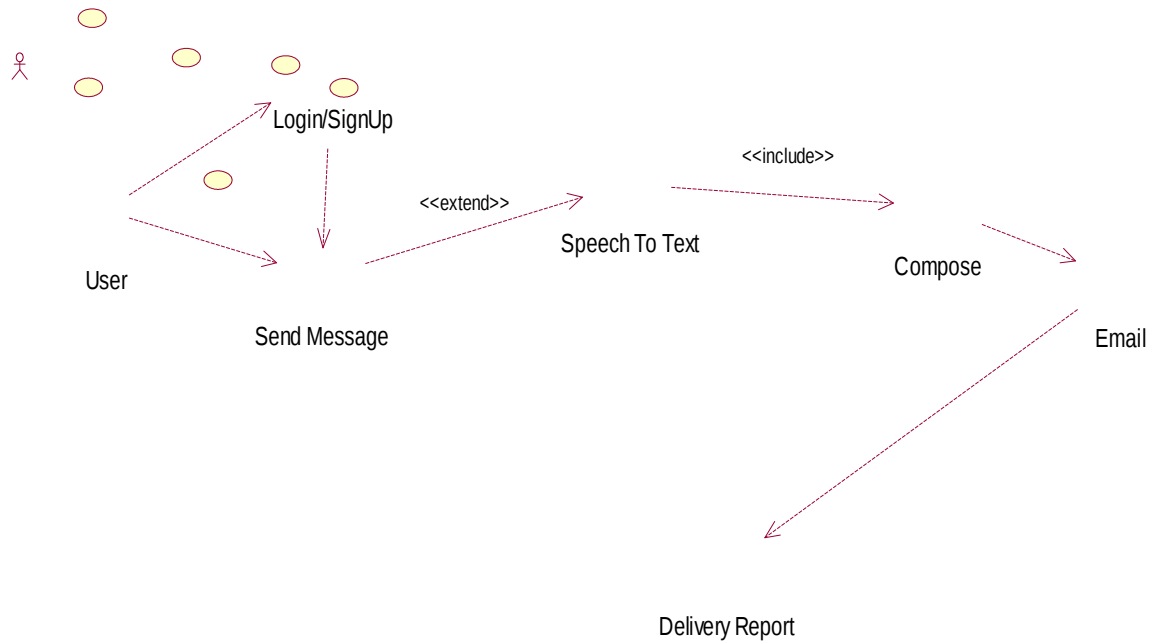 Login/SignUp
<<include>>
<<extend>>
Speech To Text
Compose
User
Send Message
Email
Delivery Report